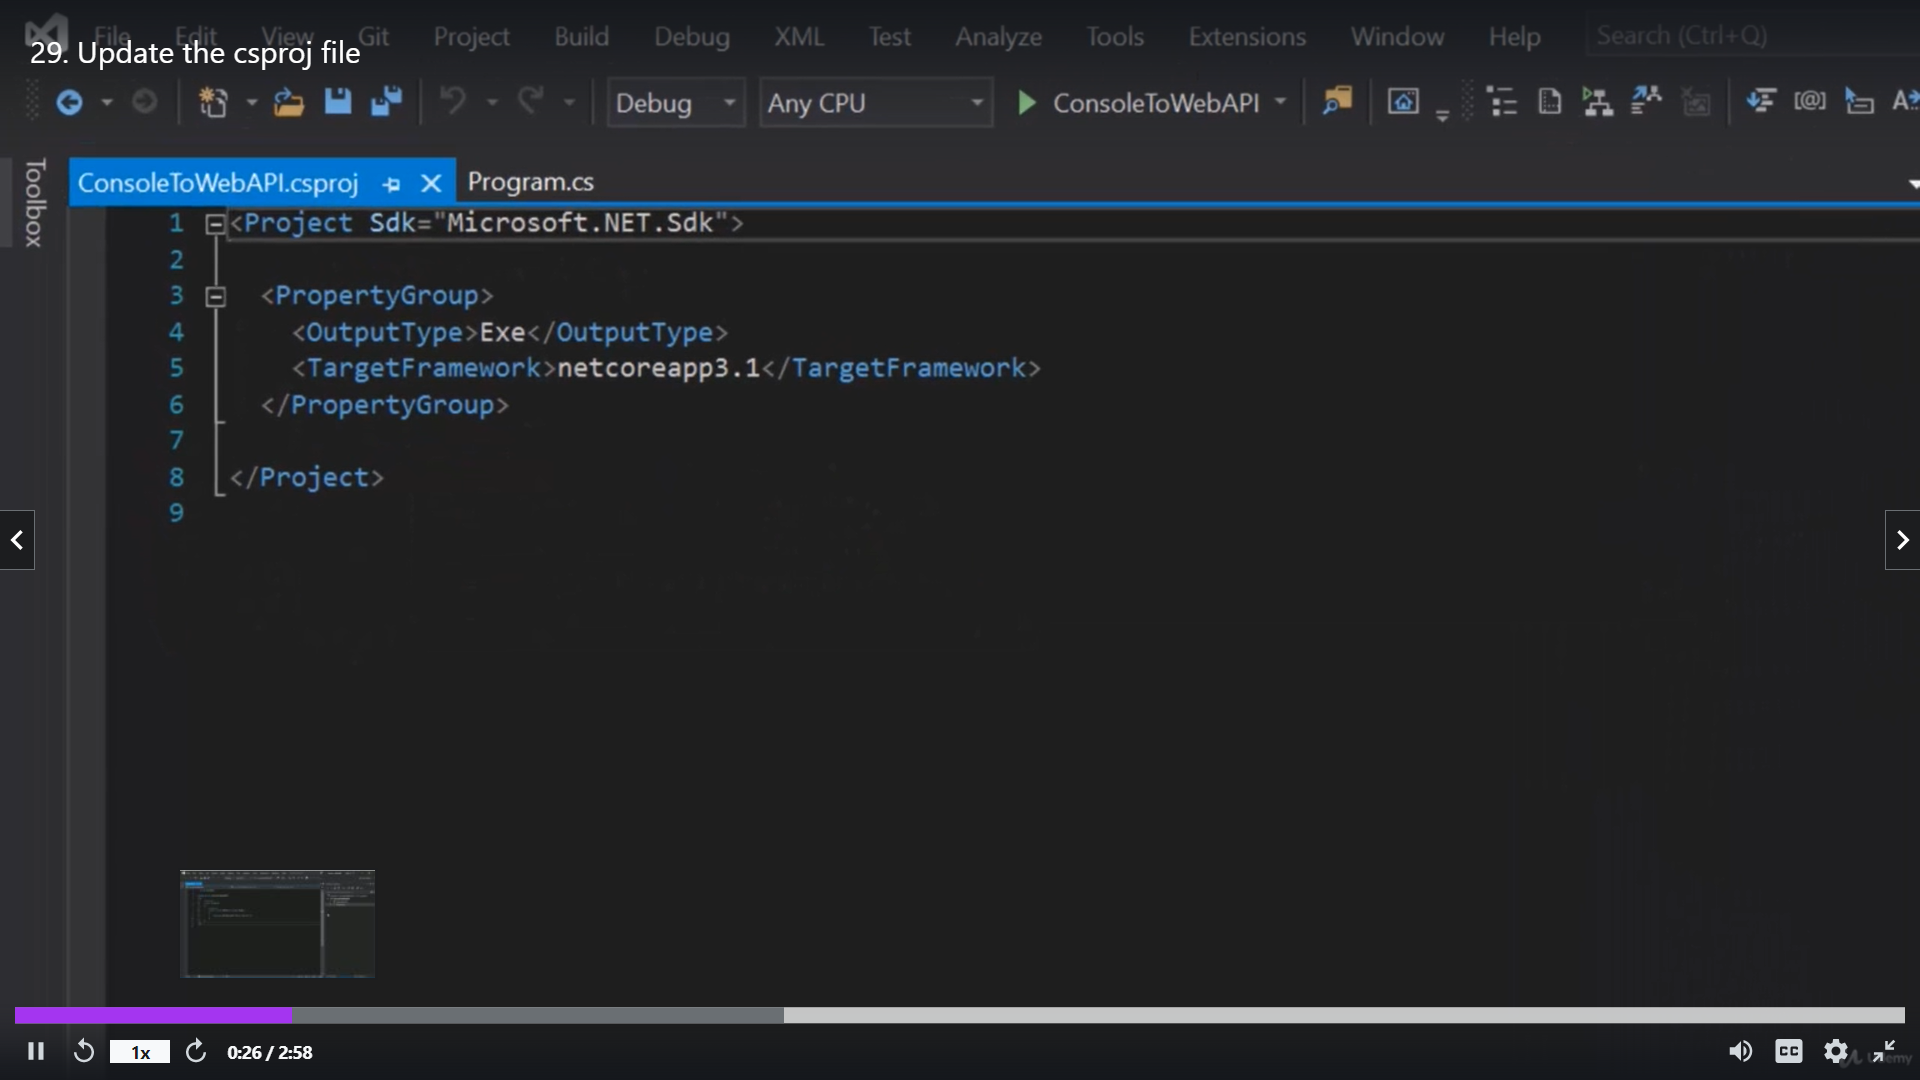 File Edit View Git Project Build Debug XML Test Analyze Tools Extensions Window Help Search (Ctrl+Q)
29. Update the csproj file
Debug Any CPU ConsoleToWebAPI
Toolbox
ConsoleToWebAPI.csproj Program.cs
1 <Project Sdk="Microsoft.NET.Sdk">
2
3 <PropertyGroup>
4 <OutputType>Exe</OutputType>
5 <TargetFramework>netcoreapp3.1</TargetFramework>
6 </PropertyGroup>
7
8 </Project>
9
1x 0:26 / 2:58
CC